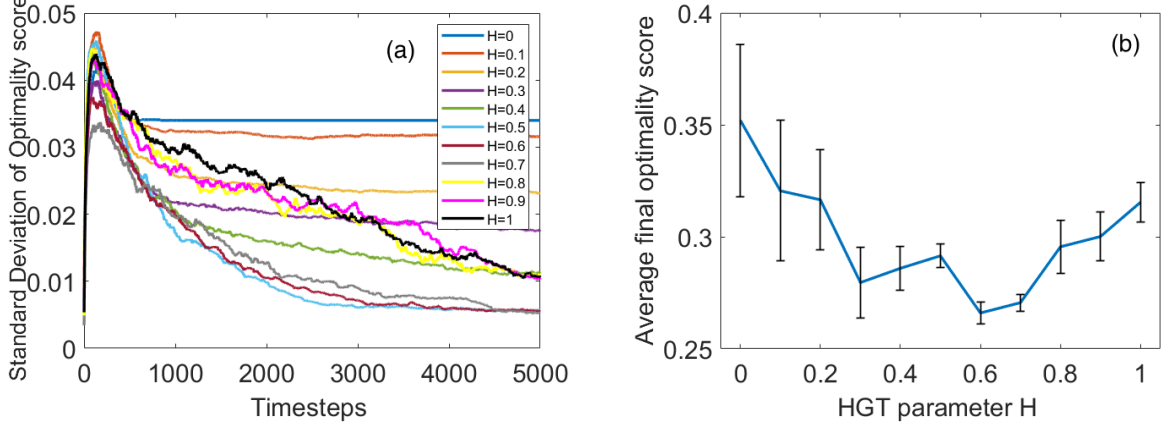 (a)
Standard Deviation of Optimality score
0.05
0.04
0.03
0.02
0.01
0
0 1000 2000 3000 4000 5000
Timesteps
H=0
H=0.1
H=0.2
H=0.3
H=0.4
H=0.5
H=0.6
H=0.7
H=0.8
H=0.9
H=1
(b)
Average final optimality score
0.4
0.35
0.3
0.25
0 0.2 0.4 0.6 0.8 1
HGT parameter H